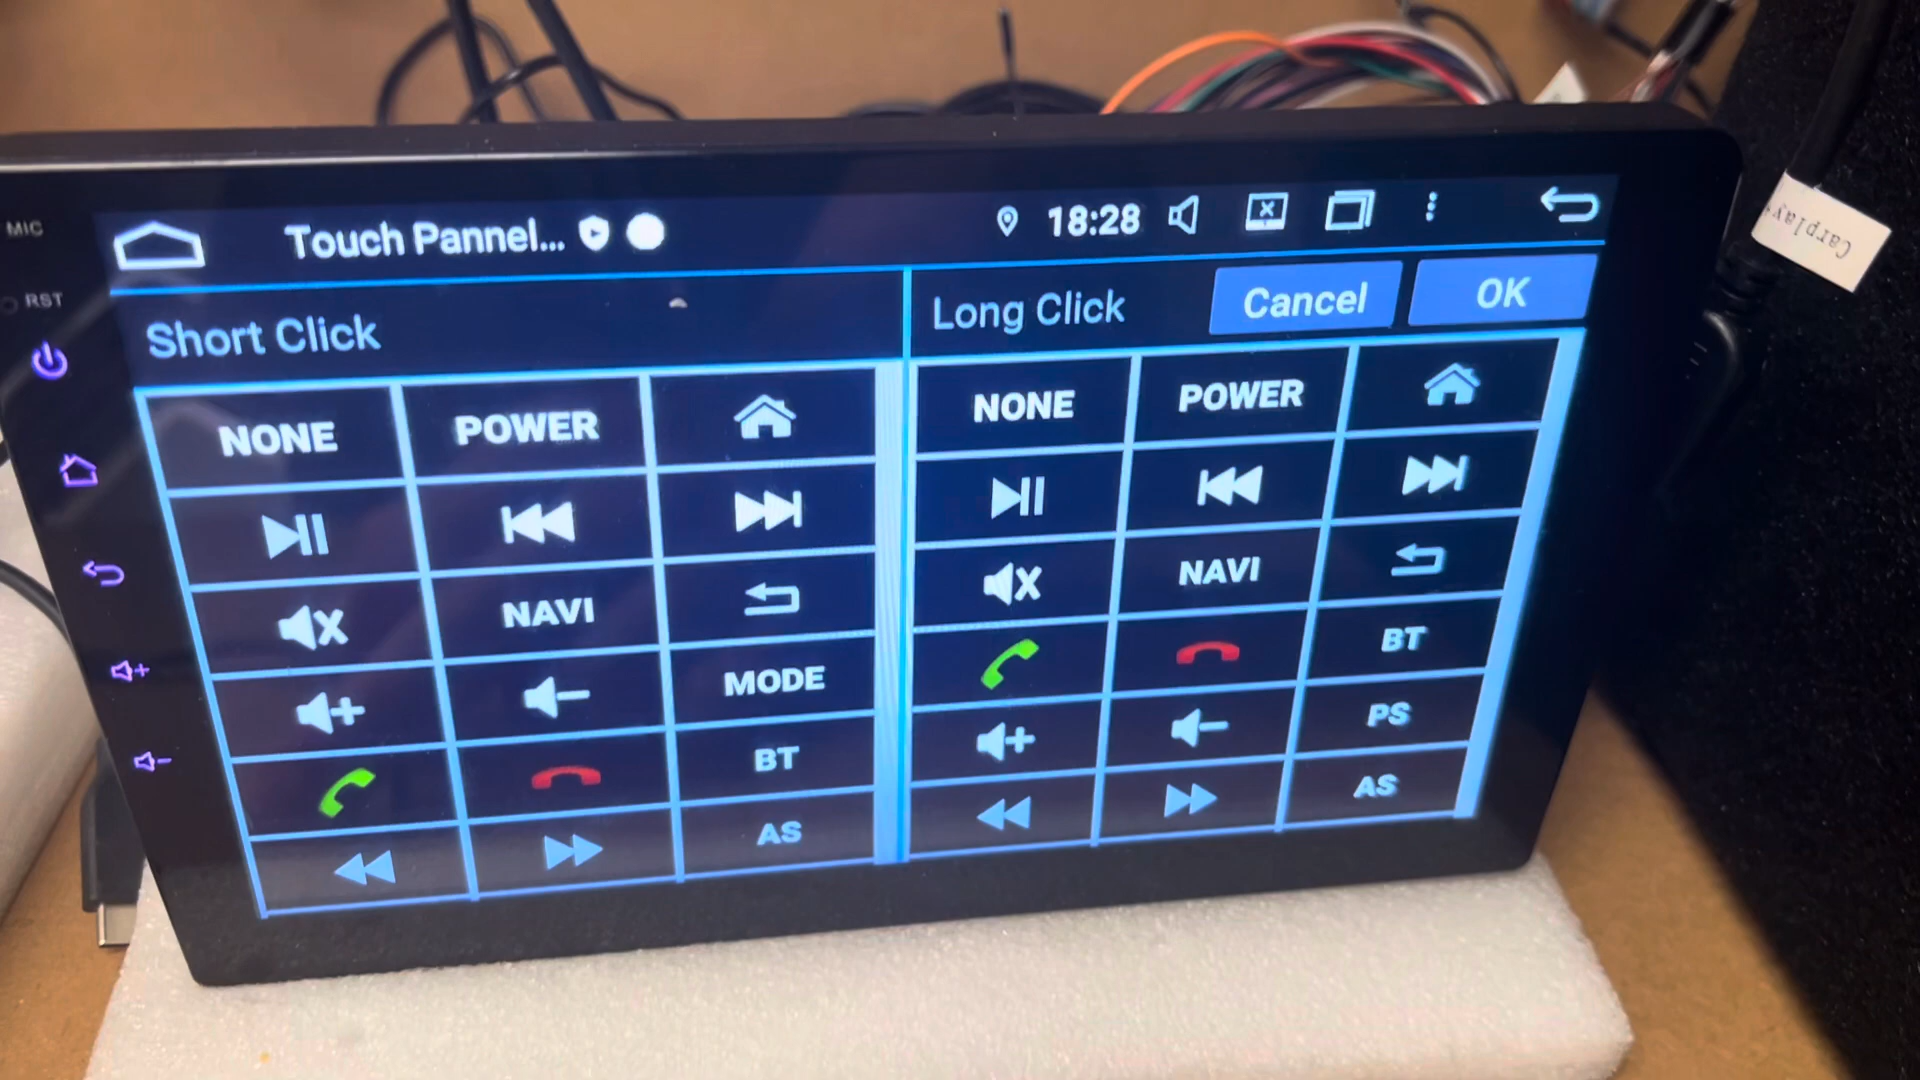 MIC
RST
Touch Pannel...
18:28
Short Click
Long Click
Cancel
OK
NONE POWER
NAVI
MODE
BT
AS
NONE POWER
NAVI
BT
PS
AS
Carplay